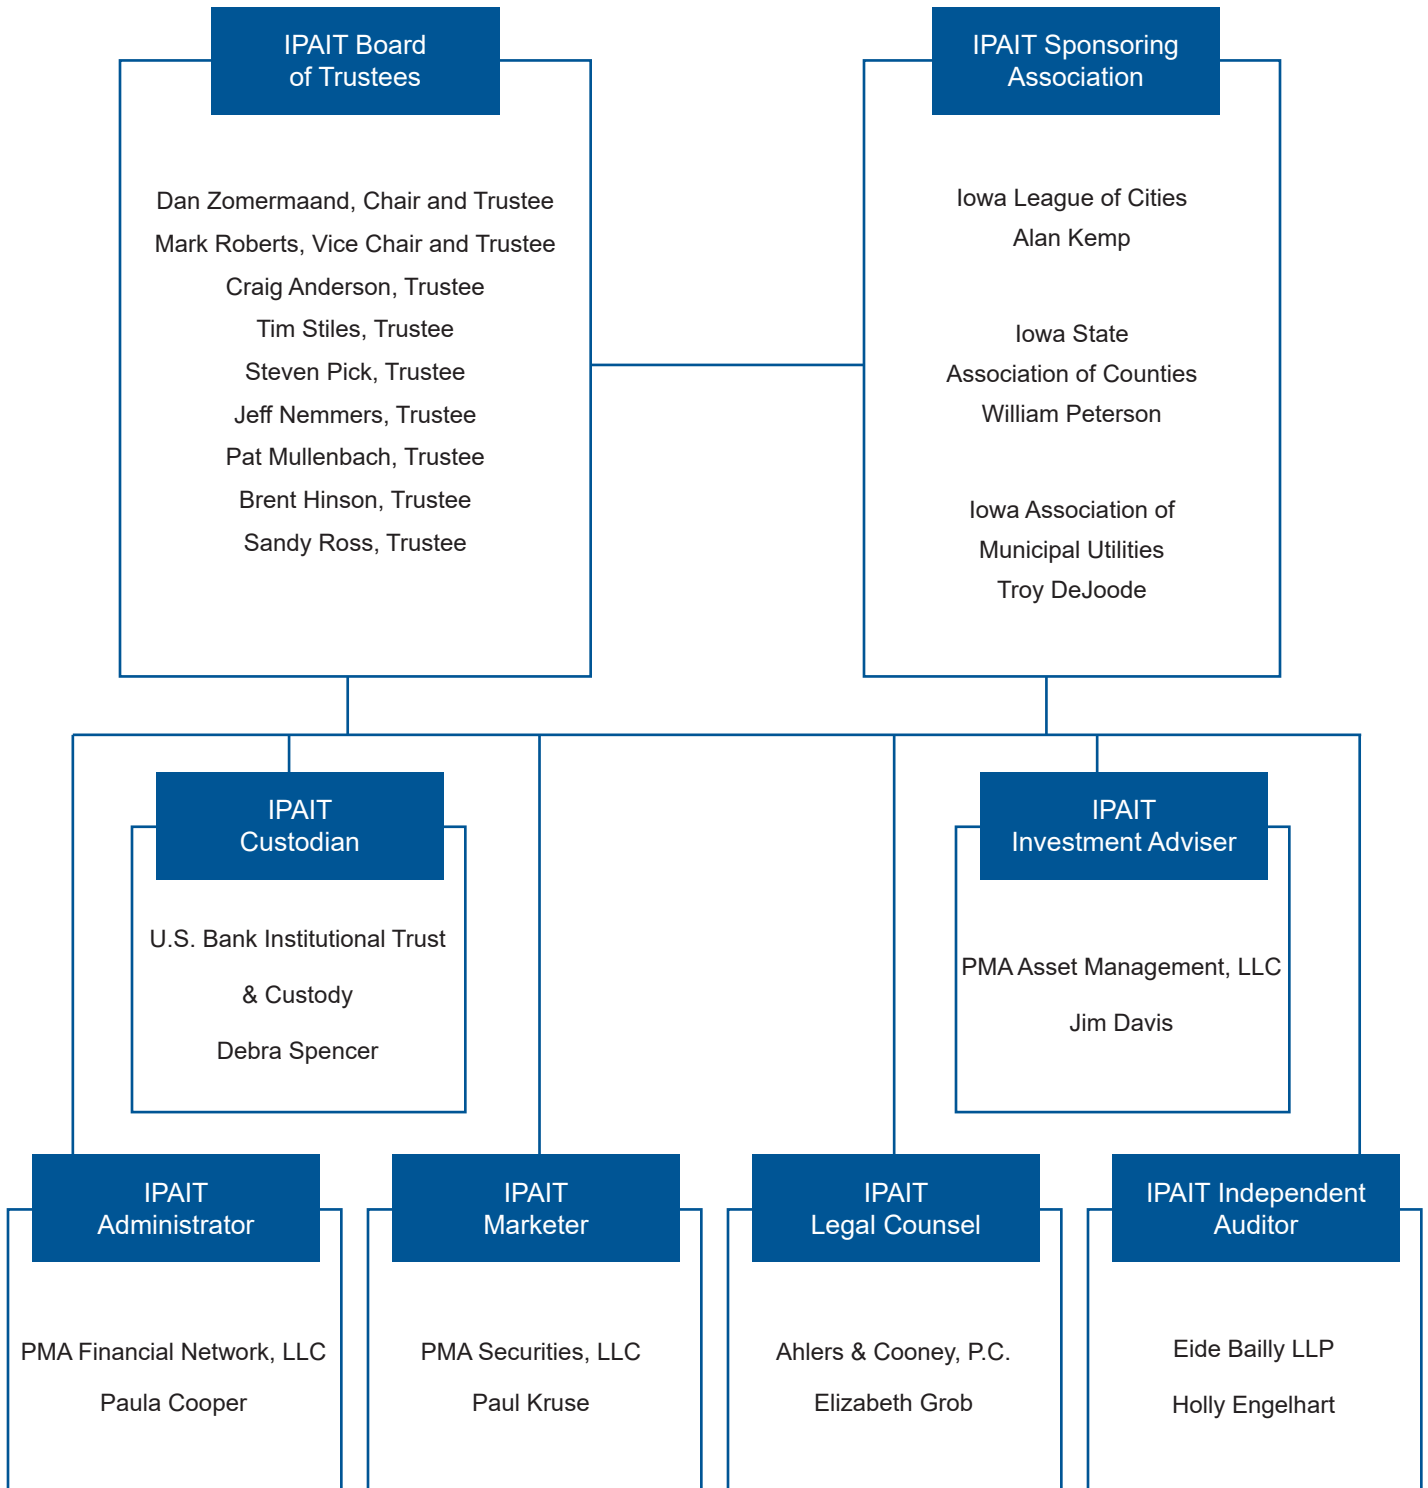 IPAIT Board
of Trustees
Dan Zomermaand, Chair and Trustee
Mark Roberts, Vice Chair and Trustee
Craig Anderson, Trustee
Tim Stiles, Trustee
Steven Pick, Trustee
Jeff Nemmers, Trustee
Pat Mullenbach, Trustee
Brent Hinson, Trustee
Sandy Ross, Trustee
IPAIT Sponsoring
Association
Iowa League of Cities
Alan Kemp
Iowa State
Association of Counties
William Peterson
Iowa Association of
Municipal Utilities
Troy DeJoode
IPAIT
Custodian
U.S. Bank Institutional Trust
& Custody
Debra Spencer
IPAIT
Investment Adviser
PMA Asset Management, LLC
Jim Davis
IPAIT
Administrator
PMA Financial Network, LLC
Paula Cooper
IPAIT
Marketer
PMA Securities, LLC
Paul Kruse
IPAIT
Legal Counsel
Ahlers & Cooney, P.C.
Elizabeth Grob
IPAIT Independent
Auditor
Eide Bailly LLP
Holly Engelhart